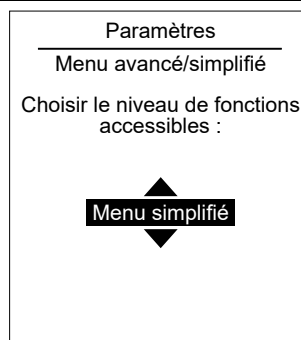 Paramètres
Menu avancé/simplifié
Choisir le niveau de fonctions
accessibles :
Menu simplifié